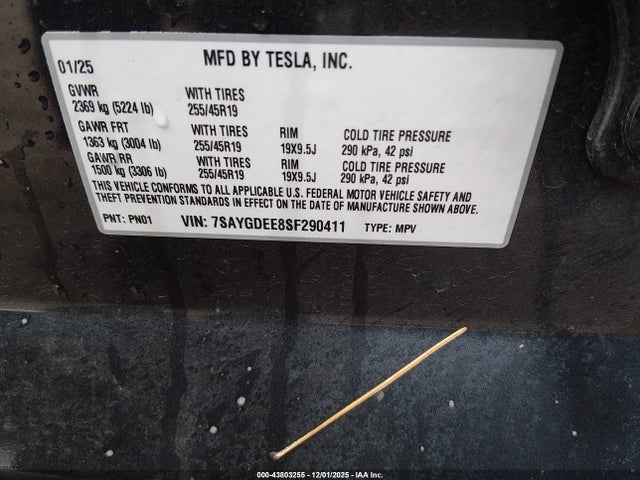 01/25 MFD BY TESLA, INC.
GVWR
2369 kg (5224 lb) WITH TIRES 255/45R19
GAWR FRT
1363 kg (3004 lb) WITH TIRES 255/45R19 RIM 19X9.5J COLD TIRE PRESSURE 290 kPa, 42 psi
GAWR RR
1500 kg (3306 lb) WITH TIRES 255/45R19 RIM 19X9.5J COLD TIRE PRESSURE 290 kPa, 42 psi
THIS VEHICLE CONFORMS TO ALL APPLICABLE U.S. FEDERAL MOTOR VEHICLE SAFETY AND
THEFT PREVENTION STANDARDS IN EFFECT ON THE DATE OF MANUFACTURE SHOWN ABOVE.
PNT: PN01 VIN: 7SAYGDEE8SF290411 TYPE: MPV
000-43803255 - 12/01/2025 - IAA Inc.